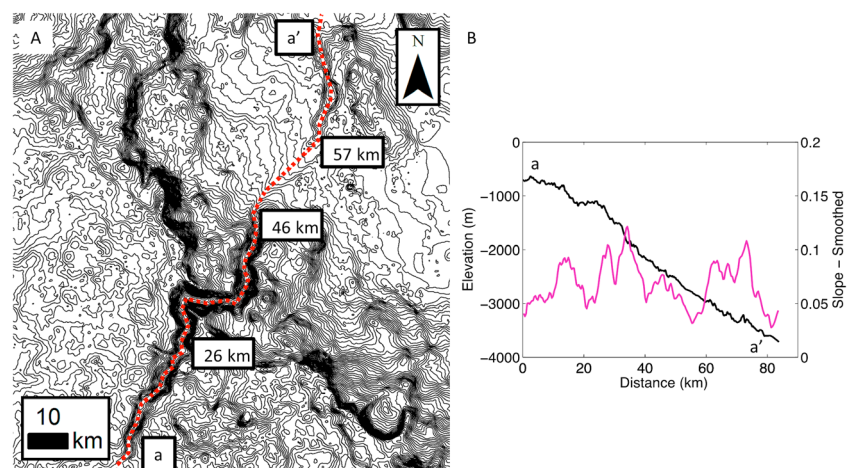 A
a’
N
57 km
46 km
26 km
10
km
a
B
0
−1000
−2000
−3000
−4000
Elevation (m)
a
a’
0.2
0.15
0.1
0.05
0
Slope − Smoothed
0
20
40
60
80
Distance (km)